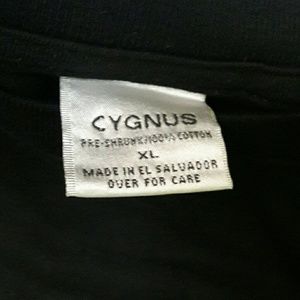 CYGNUS
PRE-SHRUNK/100% COTTON
XL
MADE IN EL SALVADOR
OVER FOR CARE